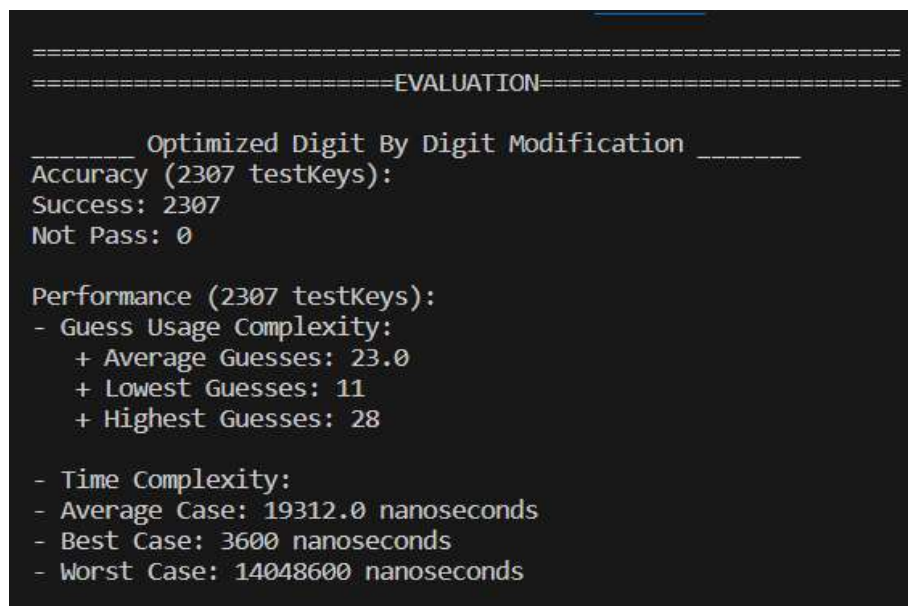 ============================================================
=========================EVALUATION=========================
_______ Optimized Digit By Digit Modification _______
Accuracy (2307 testKeys):
Success: 2307
Not Pass: 0
Performance (2307 testKeys):
- Guess Usage Complexity:
+ Average Guesses: 23.0
+ Lowest Guesses: 11
+ Highest Guesses: 28
- Time Complexity:
- Average Case: 19312.0 nanoseconds
- Best Case: 3600 nanoseconds
- Worst Case: 14048600 nanoseconds